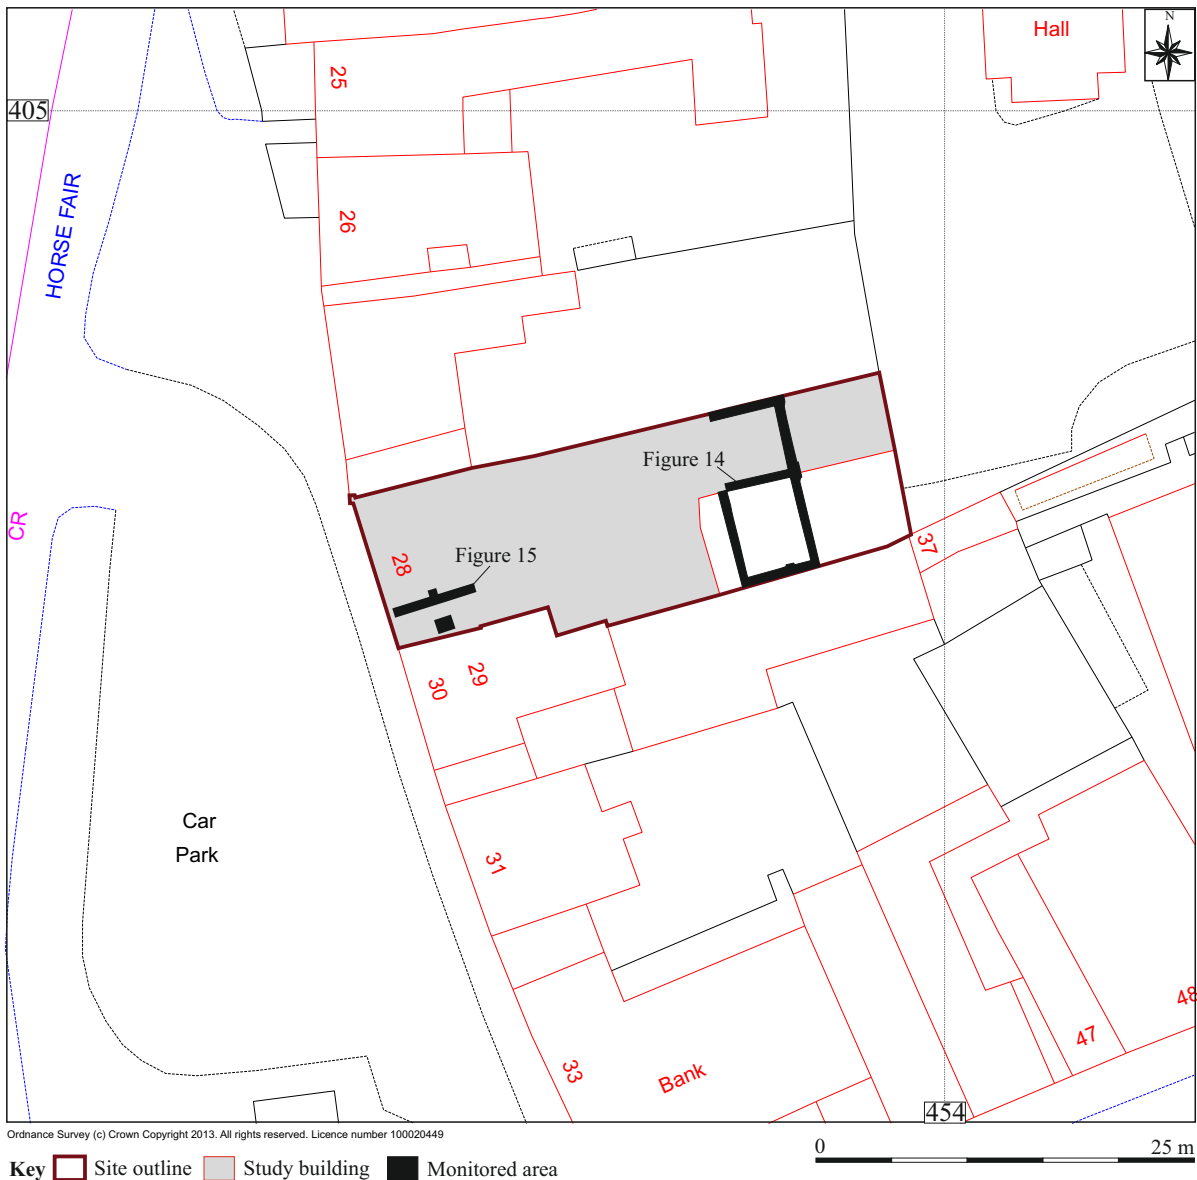 N
Hall
25
405
HORSE FAIR
26
Figure 14
CR
28
Figure 15
37
30
29
Car
Park
31
48
47
33
Bank
454
Ordnance Survey (c) Crown Copyright 2013. All rights reserved. Licence number 100020449
0 25 m
Key Site outline Study building Monitored area